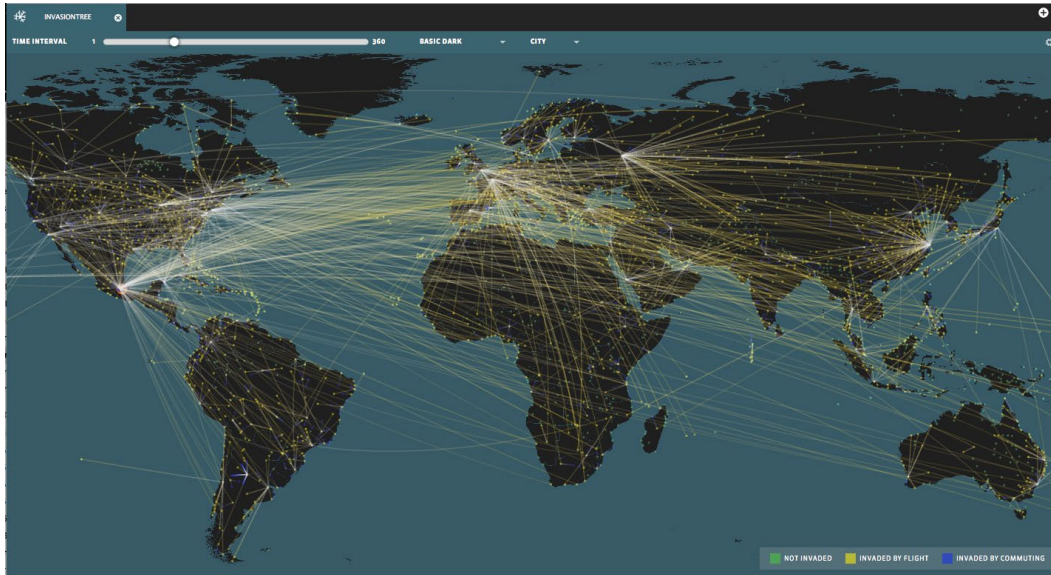 INVASIONTREE
TIME INTERVAL 1 360 BASIC DARK CITY
NOT INVADED INVADED BY FLIGHT INVADED BY COMMUTING